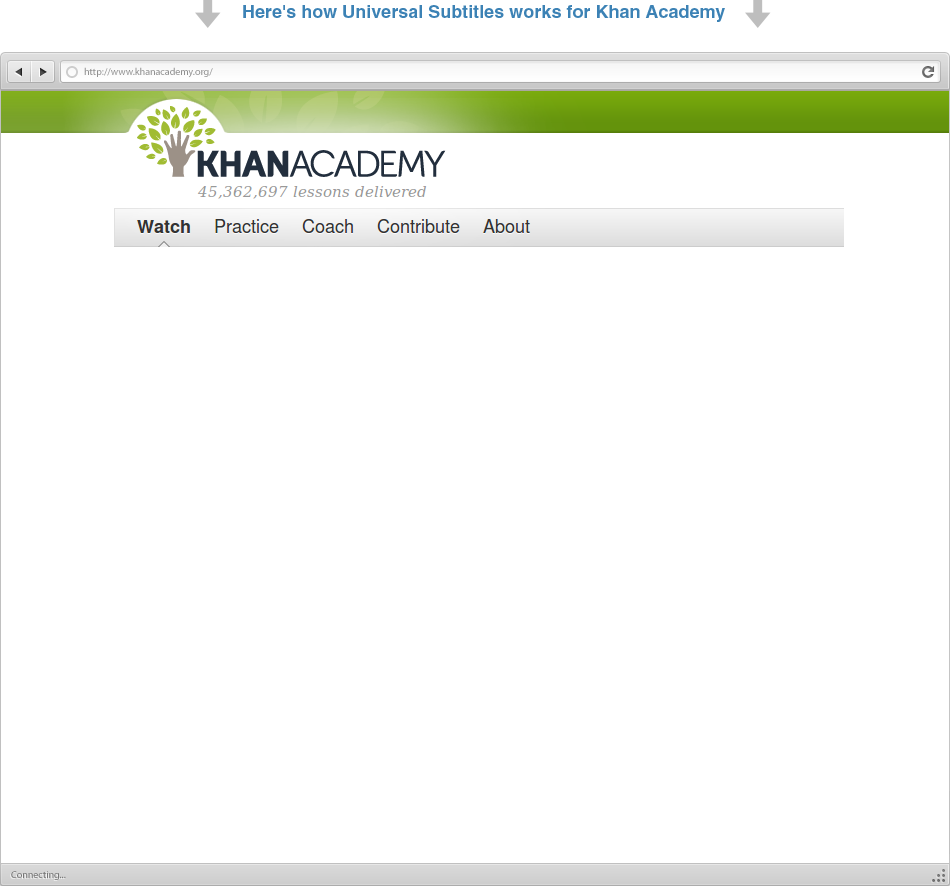 Here's how Universal Subtitles works for Khan Academy
http://www.khanacademy.org/
KHANACADEMY
45,362,697 lessons delivered
Watch Practice Coach Contribute About
Connecting...